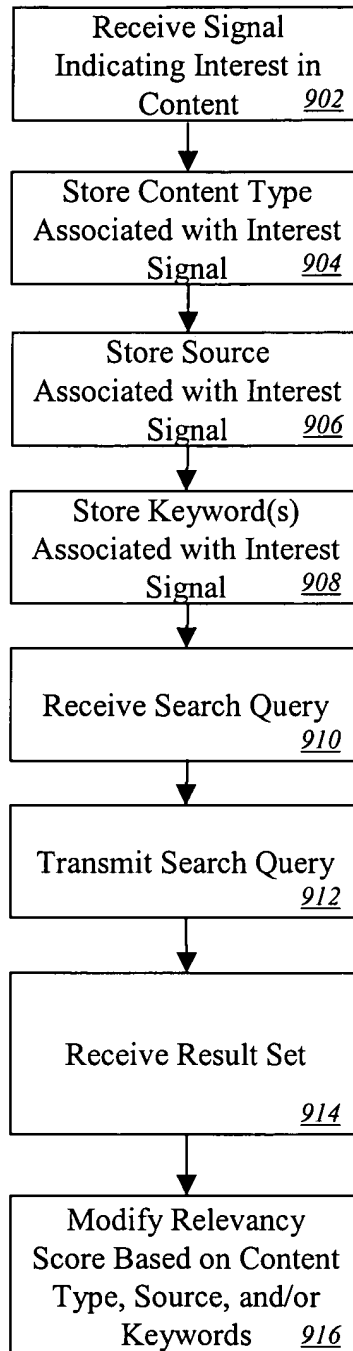 Receive Signal
Indicating Interest in
Content 902
Store Content Type
Associated with Interest
Signal 904
Store Source
Associated with Interest
Signal 906
Store Keyword(s)
Associated with Interest
Signal 908
Receive Search Query
910
Transmit Search Query
912
Receive Result Set
914
Modify Relevancy
Score Based on Content
Type, Source, and/or
Keywords 916